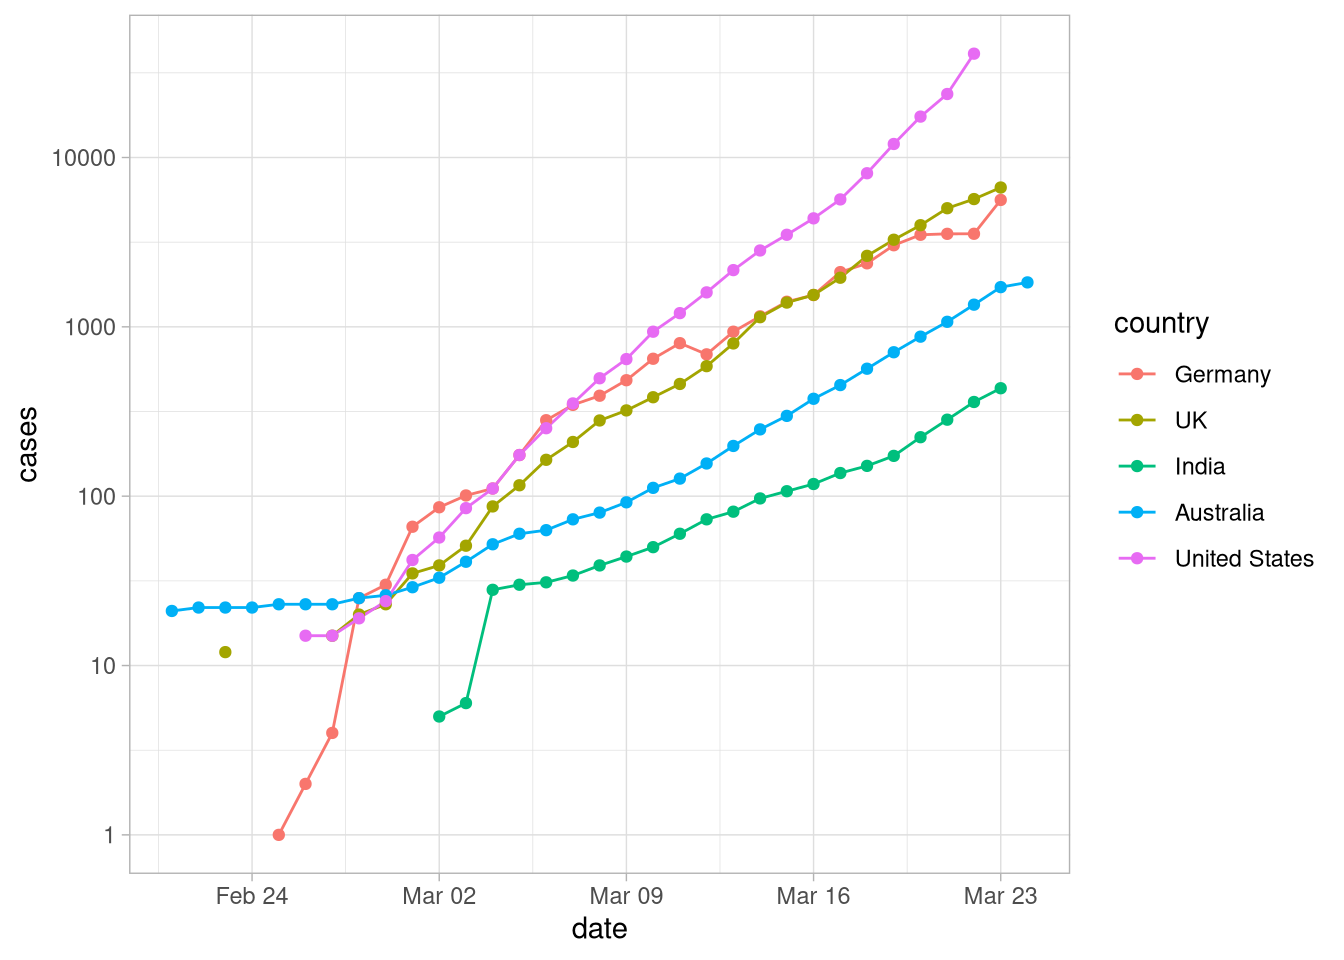 10000
1000
100
10
1
cases
Feb 24
Mar 02
Mar 09
Mar 16
Mar 23
date
country
Germany
UK
India
Australia
United States